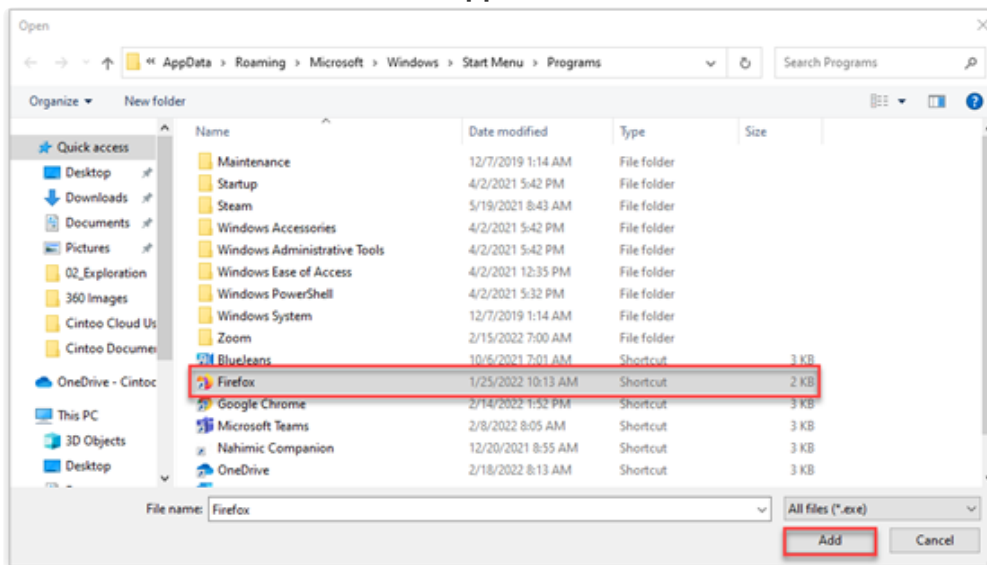 Open
« AppData > Roaming > Microsoft > Windows > Start Menu > Programs
Search Programs
Organize New folder
Name Date modified Type Size
Quick access
Desktop
Downloads
Documents
Pictures
02_Exploration
360 Images
Cintoo Cloud Us
Cintoo Documen
OneDrive - Cintoo
This PC
3D Objects
Desktop
Maintenance 12/7/2019 1:14 AM File folder
Startup 4/2/2021 5:42 PM File folder
Steam 5/19/2021 8:43 AM File folder
Windows Accessories 4/2/2021 5:42 PM File folder
Windows Administrative Tools 4/2/2021 5:42 PM File folder
Windows Ease of Access 4/2/2021 12:35 PM File folder
Windows PowerShell 4/2/2021 5:32 PM File folder
Windows System 12/7/2019 1:14 AM File folder
Zoom 2/15/2022 7:00 AM File folder
BlueJeans 10/6/2021 7:01 AM Shortcut 3 KB
Firefox 1/25/2022 10:13 AM Shortcut 2 KB
Google Chrome 2/14/2022 1:52 PM Shortcut 3 KB
Microsoft Teams 2/8/2022 8:05 AM Shortcut 3 KB
Nahimic Companion 12/20/2021 8:55 AM Shortcut 3 KB
OneDrive 2/18/2022 8:13 AM Shortcut 3 KB
File name: Firefox
All files (*.exe)
Add Cancel